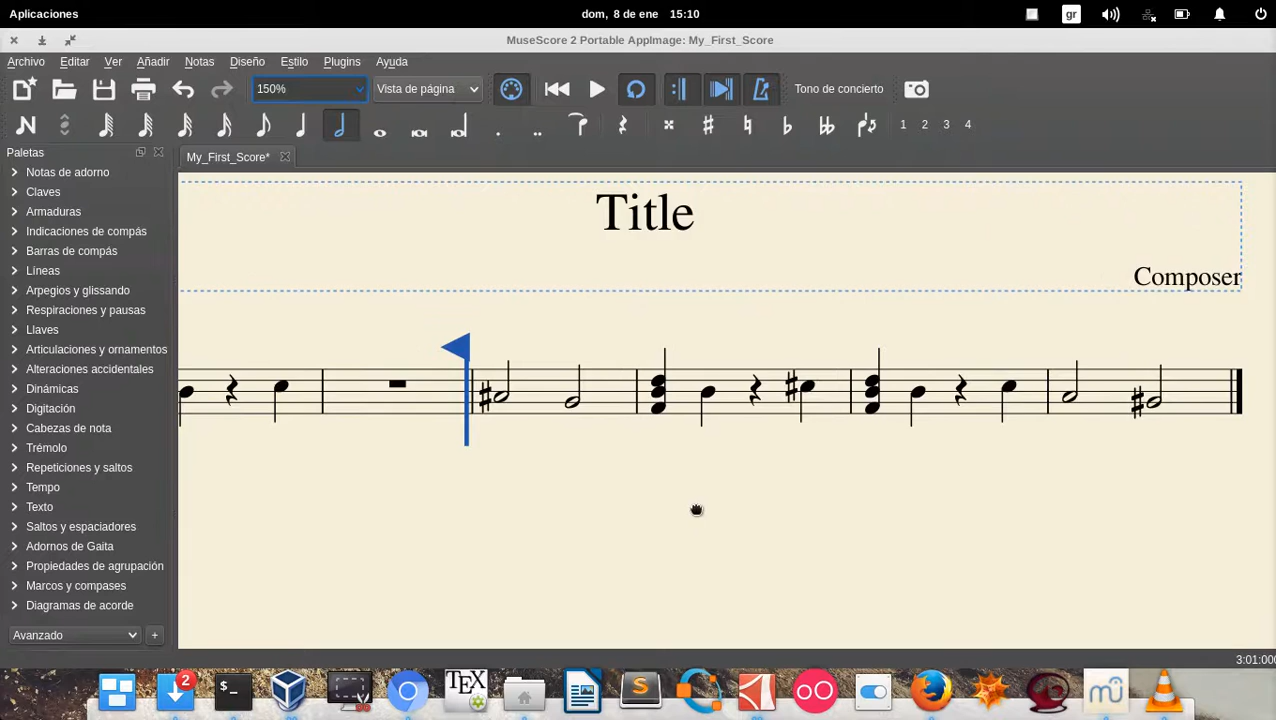 Aplicaciones dom, 8 de ene 15:10 gr
MuseScore 2 Portable AppImage: My_First_Score
Archivo Editar Ver Añadir Notas Diseño Estilo Plugins Ayuda
150% Vista de página Tono de concierto
1 2 3 4
Paletas My_First_Score*
Notas de adorno
Claves
Armaduras
Indicaciones de compás
Barras de compás
Líneas
Arpegios y glissando
Respiraciones y pausas
Llaves
Articulaciones y ornamentos
Alteraciones accidentales
Dinámicas
Digitación
Cabezas de nota
Trémolo
Repeticiones y saltos
Tempo
Texto
Saltos y espaciadores
Adornos de Gaita
Propiedades de agrupación
Marcos y compases
Diagramas de acorde
Avanzado +
Title
Composer
3:01:000
2
TEX
S
mu